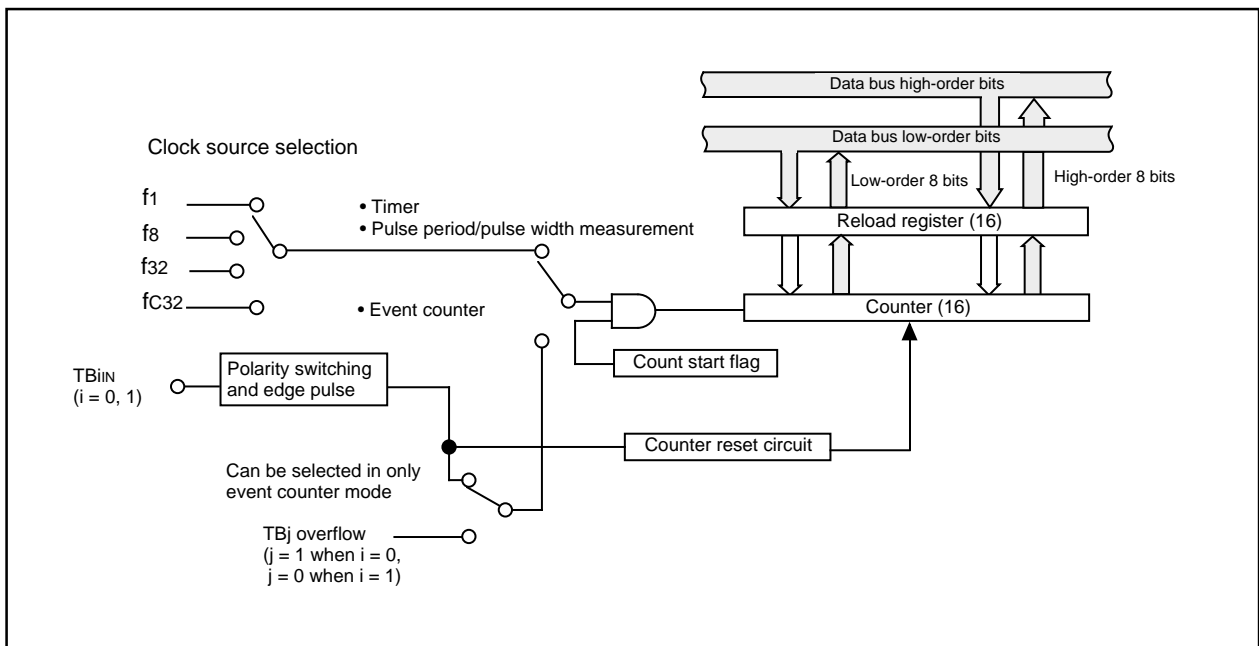 Data bus high-order bits
Data bus low-order bits
Clock source selection
Low-order 8 bits
High-order 8 bits
f1
f8
f32
fC32
• Timer
• Pulse period/pulse width measurement
Reload register (16)
• Event counter
Counter (16)
Count start flag
TBiIN
(i = 0, 1)
Polarity switching
and edge pulse
Counter reset circuit
Can be selected in only
event counter mode
TBj overflow
(j = 1 when i = 0,
j = 0 when i = 1)